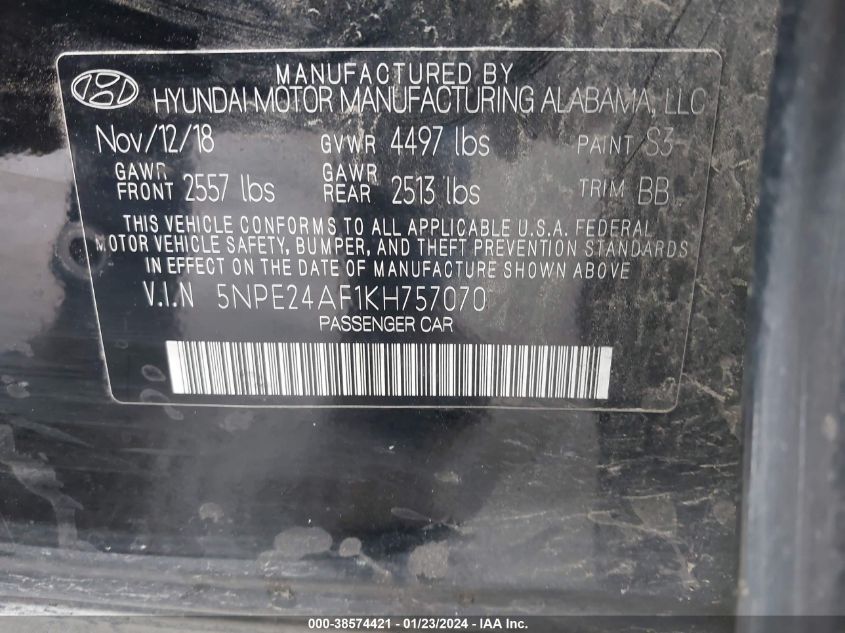 MANUFACTURED BY
HYUNDAI MOTOR MANUFACTURING ALABAMA, LLC
Nov/12/18 GVWR 4497 lbs PAINT S3
GAWR FRONT 2557 lbs GAWR REAR 2513 lbs TRIM BB
THIS VEHICLE CONFORMS TO ALL APPLICABLE U.S.A. FEDERAL
MOTOR VEHICLE SAFETY, BUMPER, AND THEFT PREVENTION STANDARDS
IN EFFECT ON THE DATE OF MANUFACTURE SHOWN ABOVE
V.I.N 5NPE24AF1KH757070
PASSENGER CAR
000-38574421 - 01/23/2024 - IAA Inc.